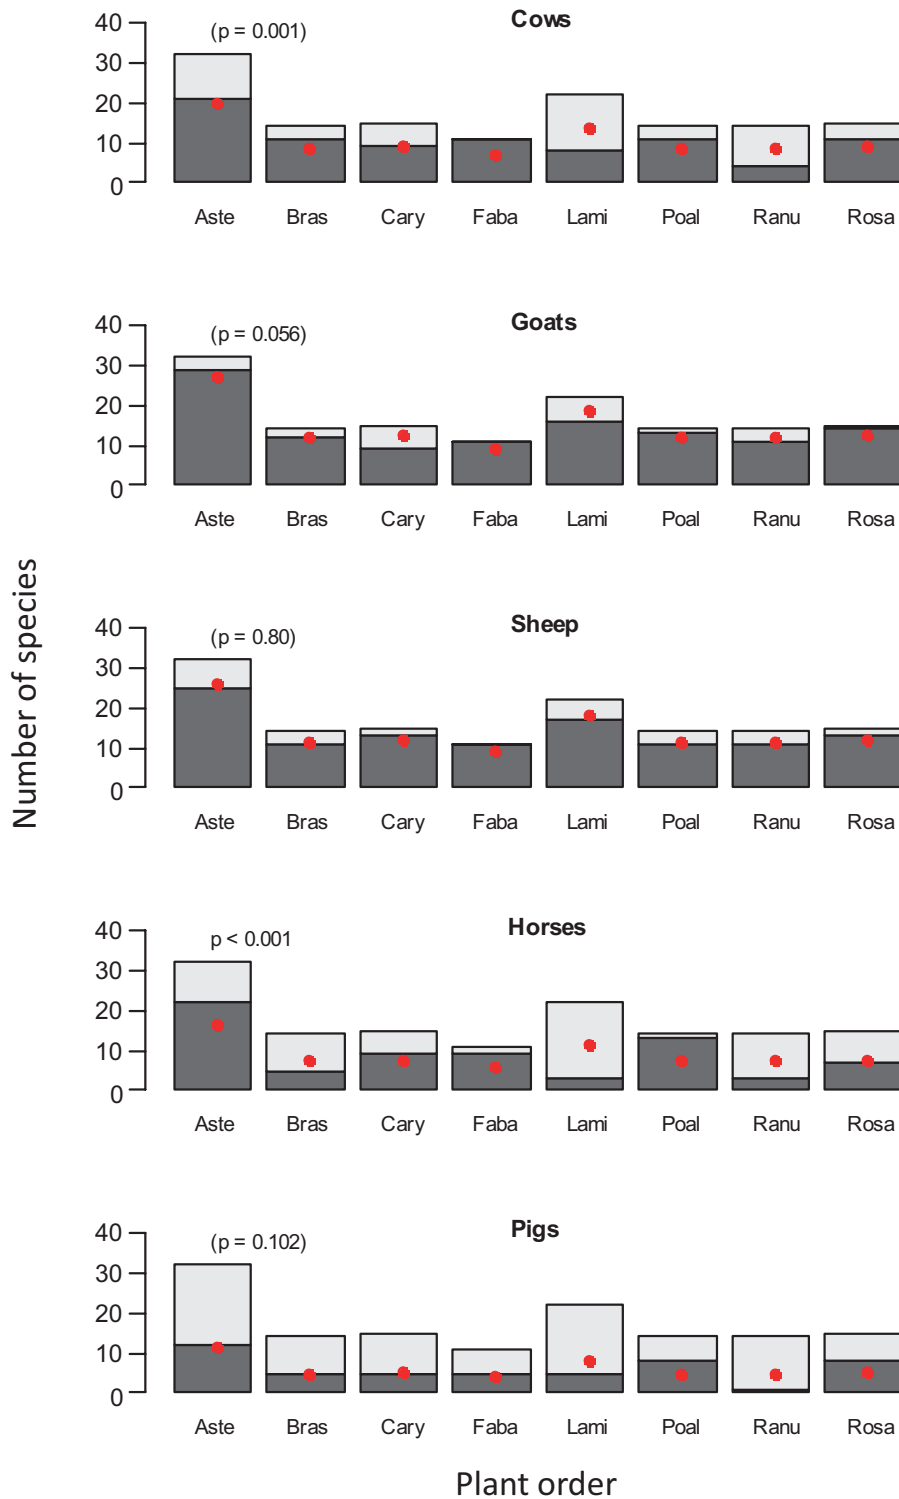 Number of species
Cows
(p = 0.001)
40
30
20
10
0
Aste Bras Cary Faba Lami Poal Ranu Rosa
Goats
(p = 0.056)
40
30
20
10
0
Aste Bras Cary Faba Lami Poal Ranu Rosa
Sheep
(p = 0.80)
40
30
20
10
0
Aste Bras Cary Faba Lami Poal Ranu Rosa
Horses
p < 0.001
40
30
20
10
0
Aste Bras Cary Faba Lami Poal Ranu Rosa
Pigs
(p = 0.102)
40
30
20
10
0
Aste Bras Cary Faba Lami Poal Ranu Rosa
Plant order